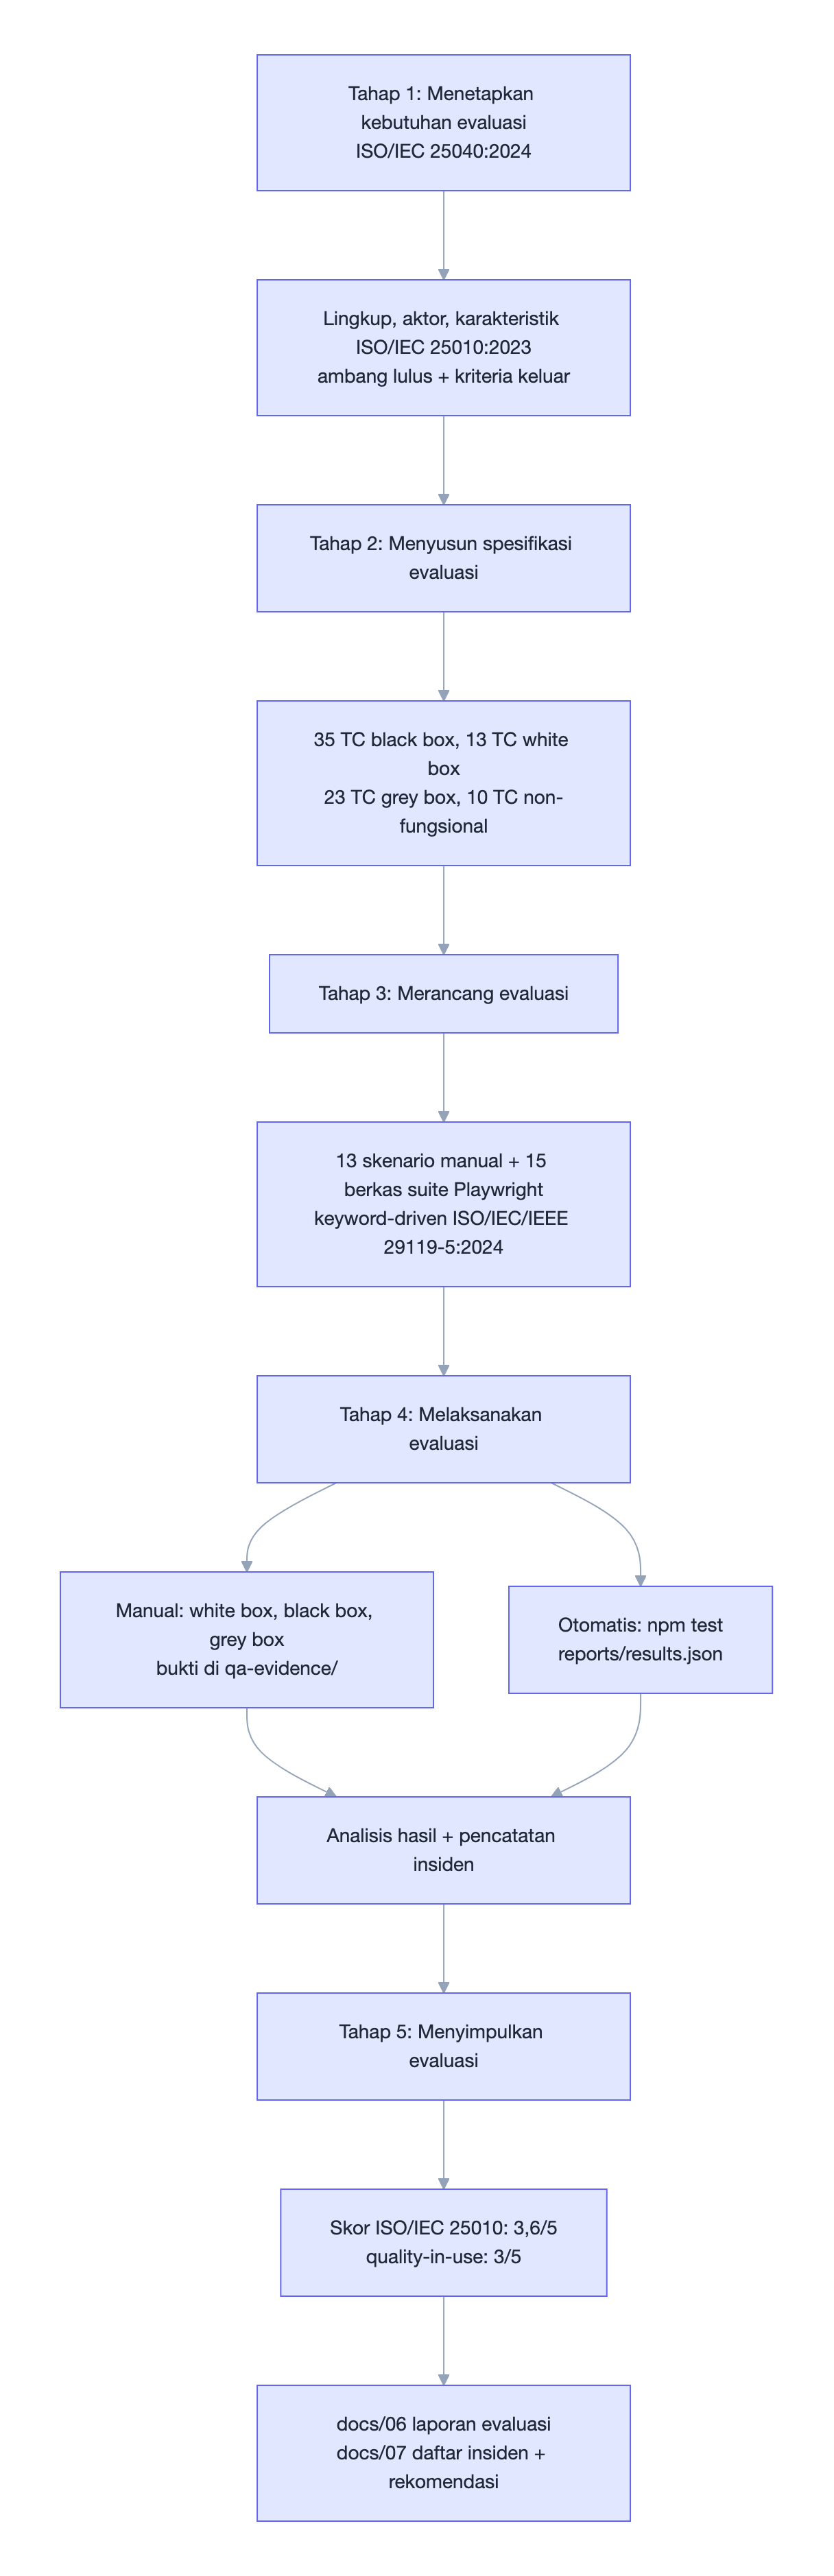 Tahap 1: Menetapkan
kebutuhan evaluasi
ISO/IEC 25040:2024
Lingkup, aktor, karakteristik
ISO/IEC 25010:2023
ambang lulus + kriteria keluar
Tahap 2: Menyusun spesifikasi
evaluasi
35 TC black box, 13 TC white
box
23 TC grey box, 10 TC non-
fungsional
Tahap 3: Merancang evaluasi
13 skenario manual + 15
berkas suite Playwright
keyword-driven ISO/IEC/IEEE
29119-5:2024
Tahap 4: Melaksanakan
evaluasi
Manual: white box, black box,
grey box
bukti di qa-evidence/
Otomatis: npm test
reports/results.json
Analisis hasil + pencatatan
insiden
Tahap 5: Menyimpulkan
evaluasi
Skor ISO/IEC 25010: 3,6/5
quality-in-use: 3/5
docs/06 laporan evaluasi
docs/07 daftar insiden +
rekomendasi